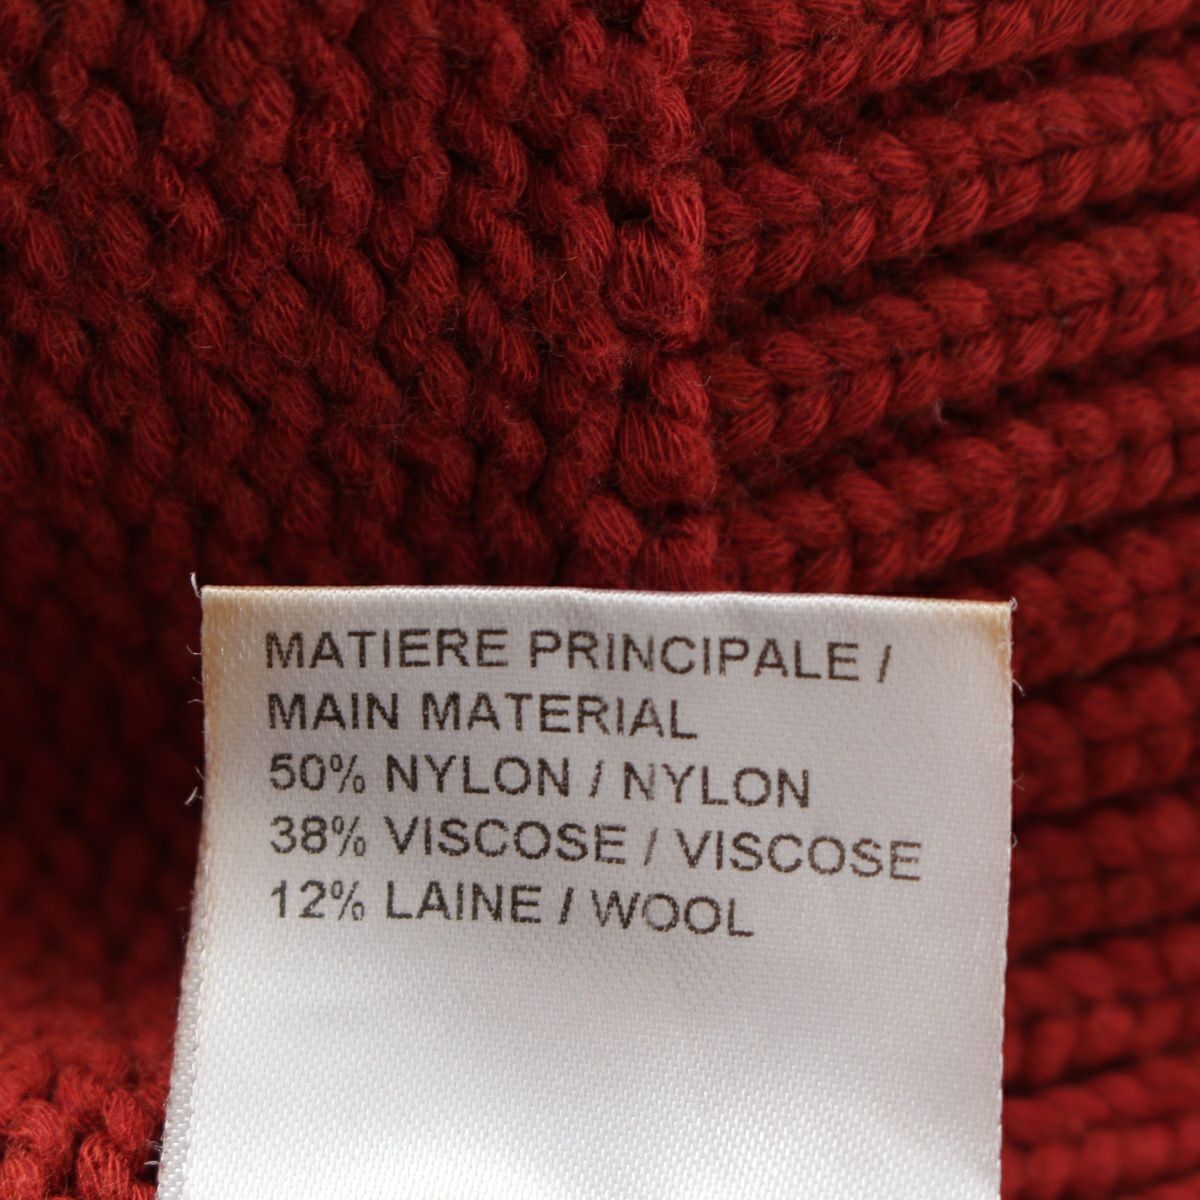 MATIERE PRINCIPALE /
MAIN MATERIAL
50% NYLON / NYLON
38% VISCOSE / VISCOSE
12% LAINE / WOOL